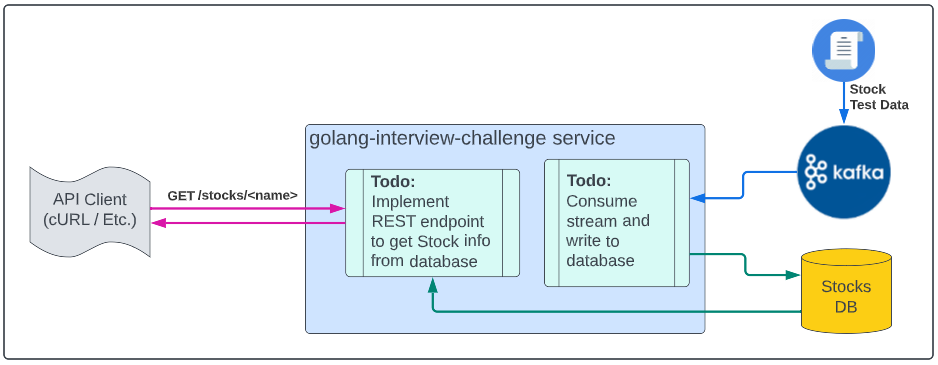 Stock
Test Data
golang-interview-challenge service
kafka
API Client
(cURL / Etc.)
GET /stocks/<name>
Todo:
Implement
REST endpoint
to get Stock info
from database
Todo:
Consume
stream and
write to
database
Stocks
DB